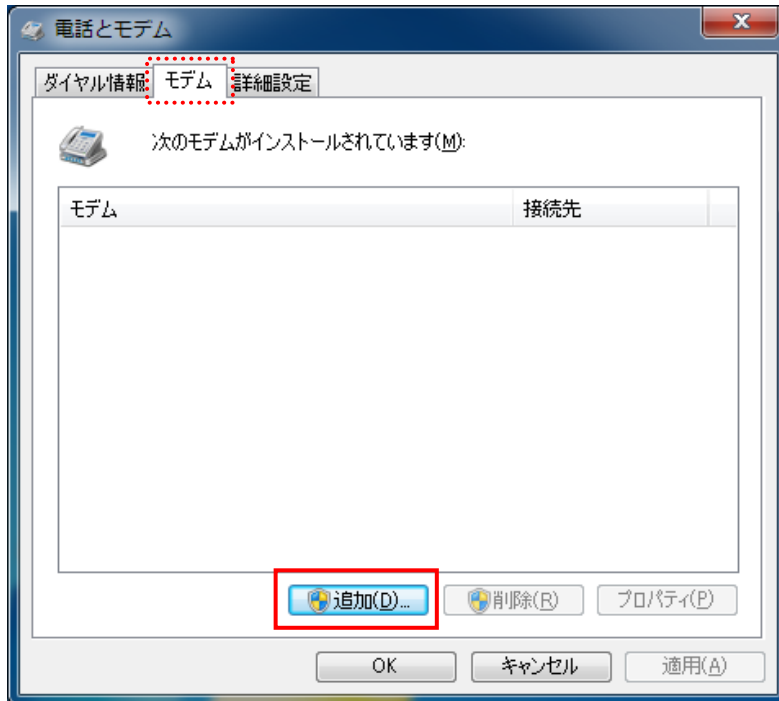 電話とモデム
ダイヤル情報 モデム 詳細設定
次のモデムがインストールされています(M):
モデム 接続先
追加(D)... 削除(R) プロパティ(P)
OK キャンセル 適用(A)